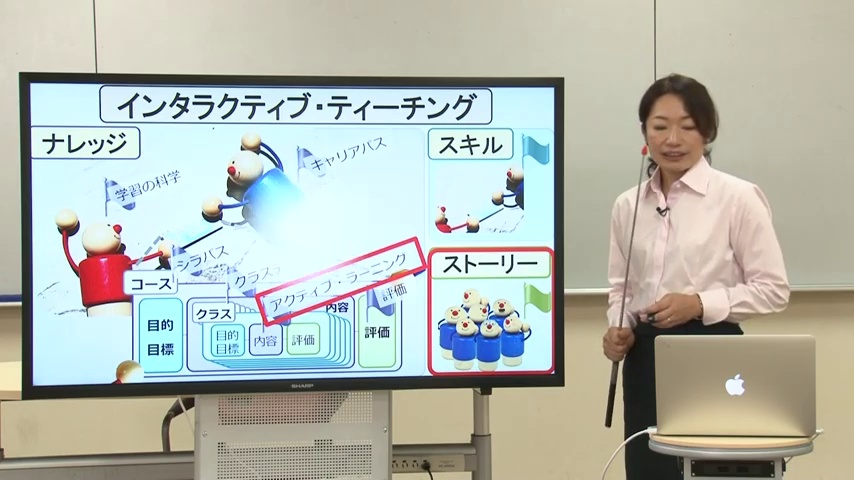 インタラクティブ・ティーチング
ナレッジ
スキル
キャリアパス
学習の科学
シラバス
クラス
アクティブ・ラーニング
評価
ストーリー
コース
目的
目標
クラス
目的
目標
内容
評価
内容
評価
SHARP